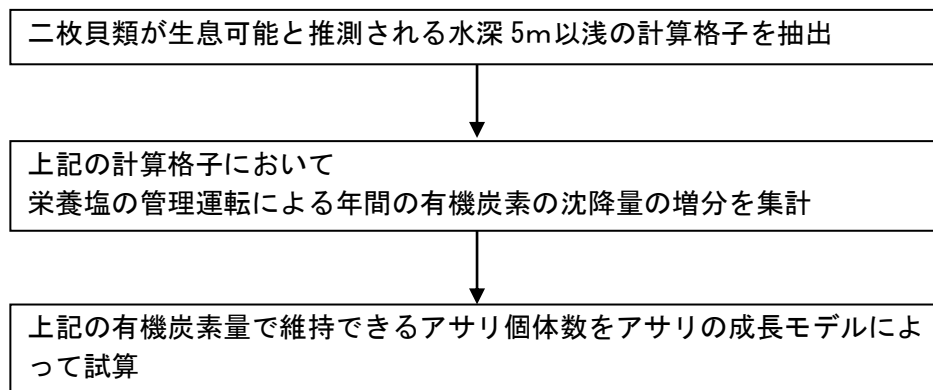 二枚貝類が生息可能と推測される水深 5m以浅の計算格子を抽出
上記の計算格子において
栄養塩の管理運転による年間の有機炭素の沈降量の増分を集計
上記の有機炭素量で維持できるアサリ個体数をアサリの成長モデルによ
って試算